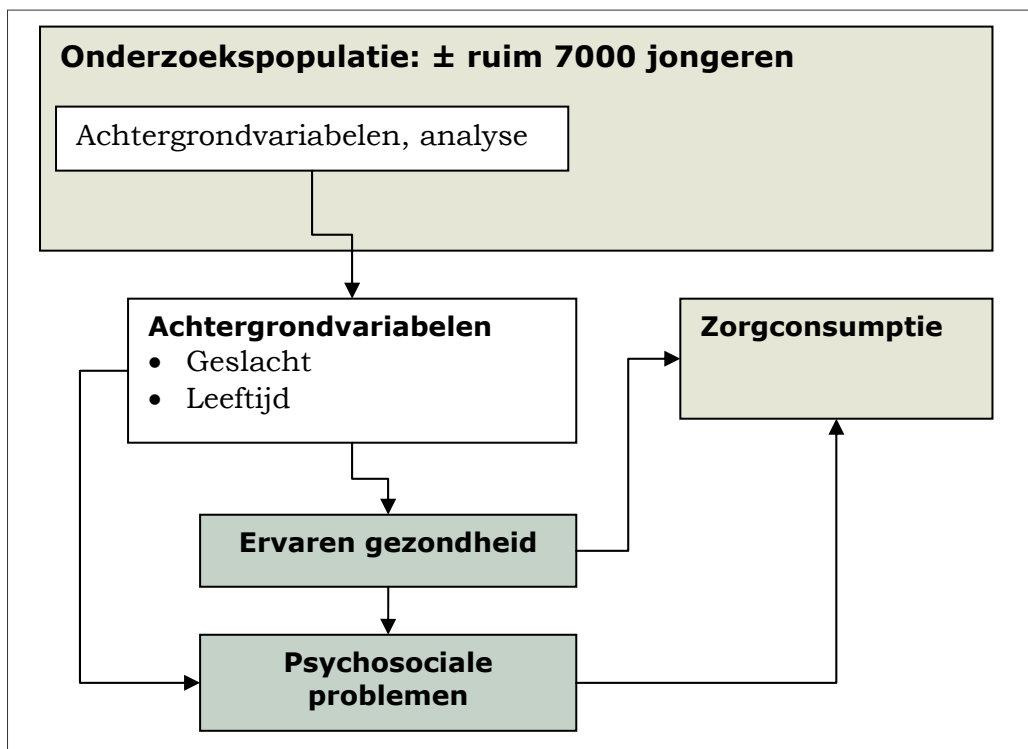 Onderzoekspopulatie: ± ruim 7000 jongeren
Achtergrondvariabelen, analyse
Achtergrondvariabelen
• Geslacht
• Leeftijd
Zorgconsumptie
Ervaren gezondheid
Psychosociale
problemen